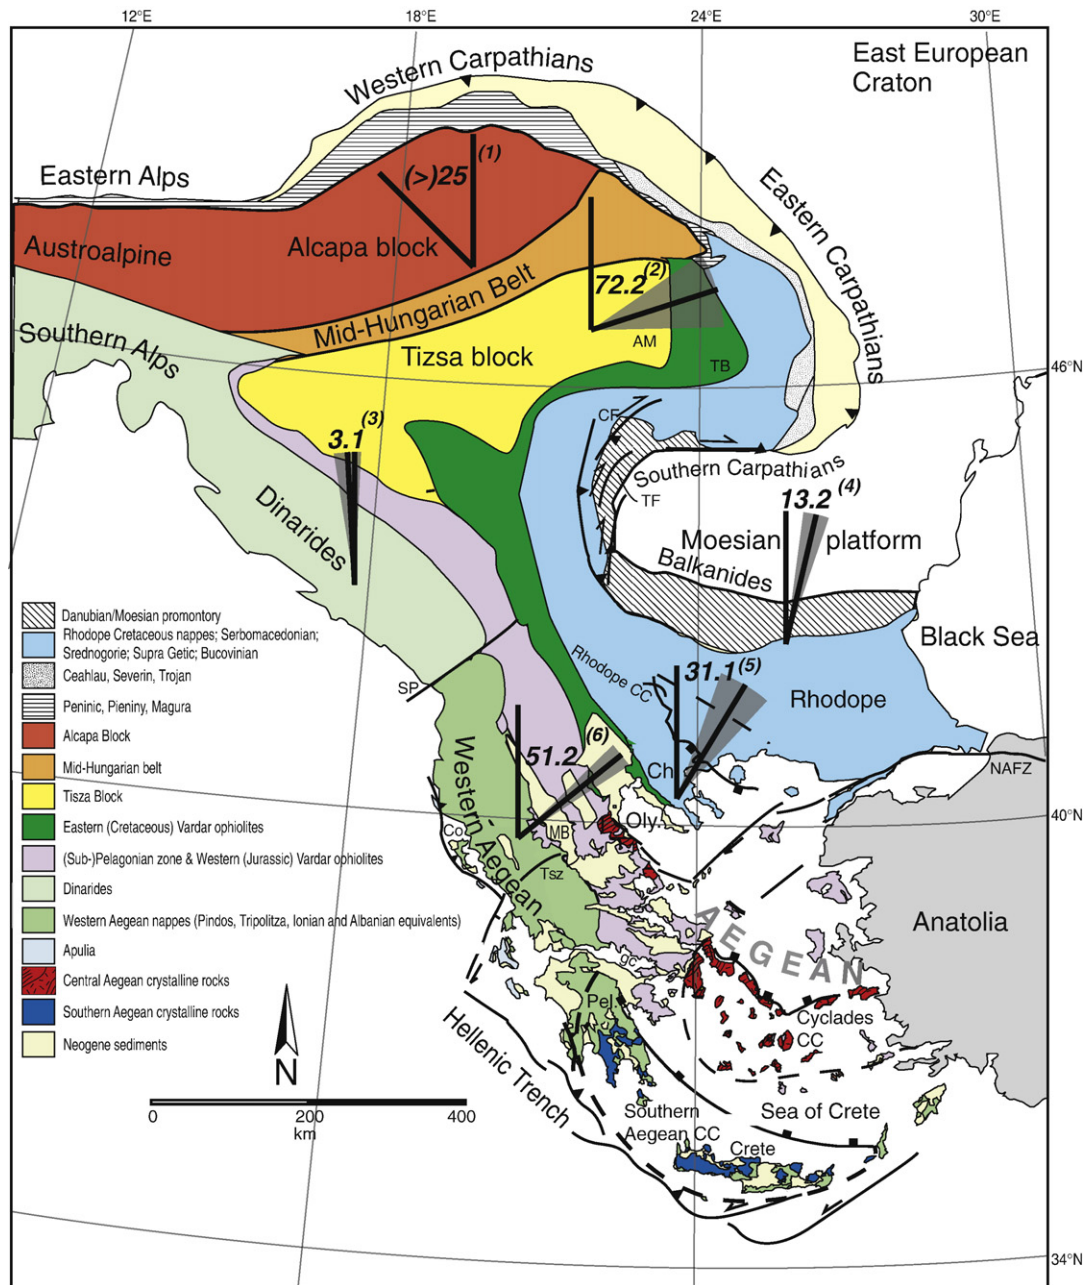 12°E
18°E
24°E
30°E
East European
Craton
Western Carpathians
Eastern Carpathians
Eastern Alps
(>)25 (1)
Austroalpine
Alcapa block
Mid-Hungarian Belt
72.2 (2)
Southern Alps
Tizsa block
AM
TB
46°N
3.1 (3)
CF
Southern Carpathians
TF
Dinarides
13.2 (4)
Moesian platform
Balkanides
Black Sea
Danubian/Moesian promontory
Rhodope Cretaceous nappes; Serbomacedonian;
Srednogorie; Supra Getic; Bucovinian
Ceahlau, Severin, Trojan
Peninic, Pieniny, Magura
Alcapa Block
Mid-Hungarian belt
Tisza Block
Eastern (Cretaceous) Vardar ophiolites
(Sub-)Pelagonian zone & Western (Jurassic) Vardar ophiolites
Dinarides
Western Aegean nappes (Pindos, Tripolitza, Ionian and Albanian equivalents)
Apulia
Central Aegean crystalline rocks
Southern Aegean crystalline rocks
Neogene sediments
SP
Rhodope CC
31.1 (5)
Rhodope
51.2 (6)
Western Aegean
Ch.
NAFZ
40°N
Co.
MB
Oly.
Tsz
AEGEAN
Anatolia
gc
Pel.
Cyclades
CC
Hellenic Trench
N
0
200
400
km
Southern
Aegean CC
Sea of Crete
Crete
34°N